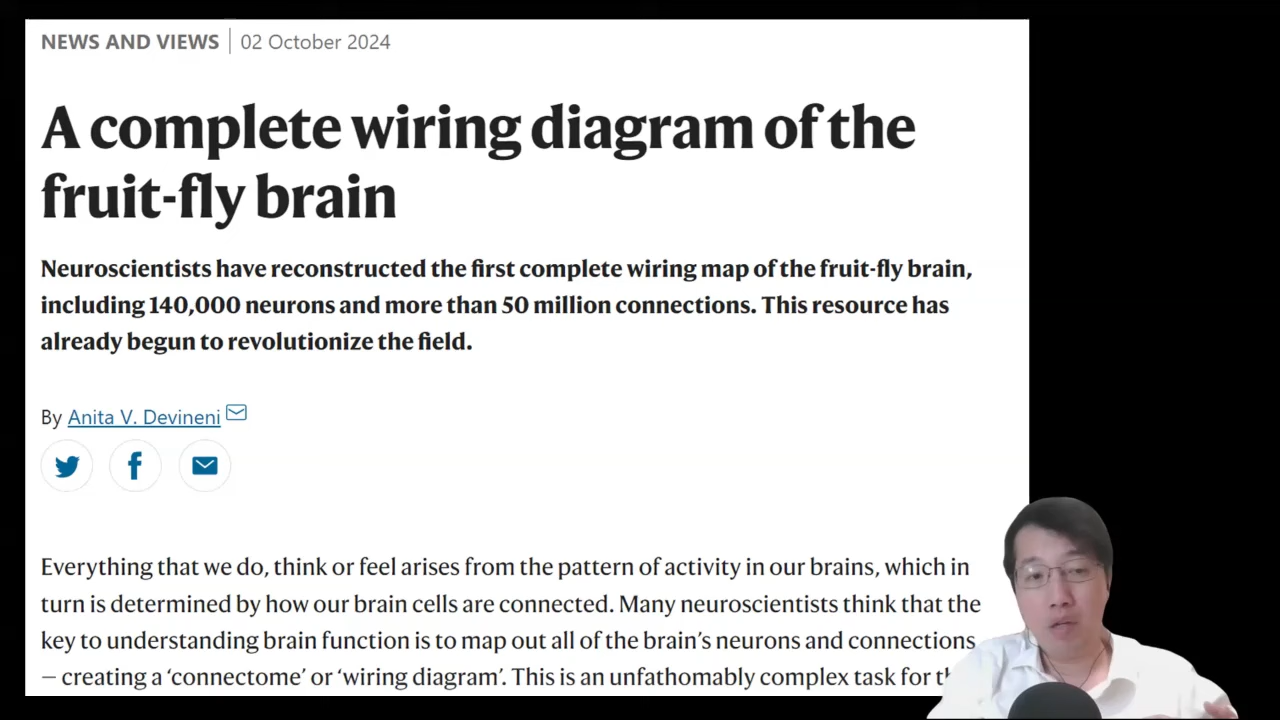 NEWS AND VIEWS | 02 October 2024
A complete wiring diagram of the
fruit-fly brain
Neuroscientists have reconstructed the first complete wiring map of the fruit-fly brain,
including 140,000 neurons and more than 50 million connections. This resource has
already begun to revolutionize the field.
By Anita V. Devineni
Everything that we do, think or feel arises from the pattern of activity in our brains, which in
turn is determined by how our brain cells are connected. Many neuroscientists think that the
key to understanding brain function is to map out all of the brain’s neurons and connections
— creating a ‘connectome’ or ‘wiring diagram’. This is an unfathomably complex task for